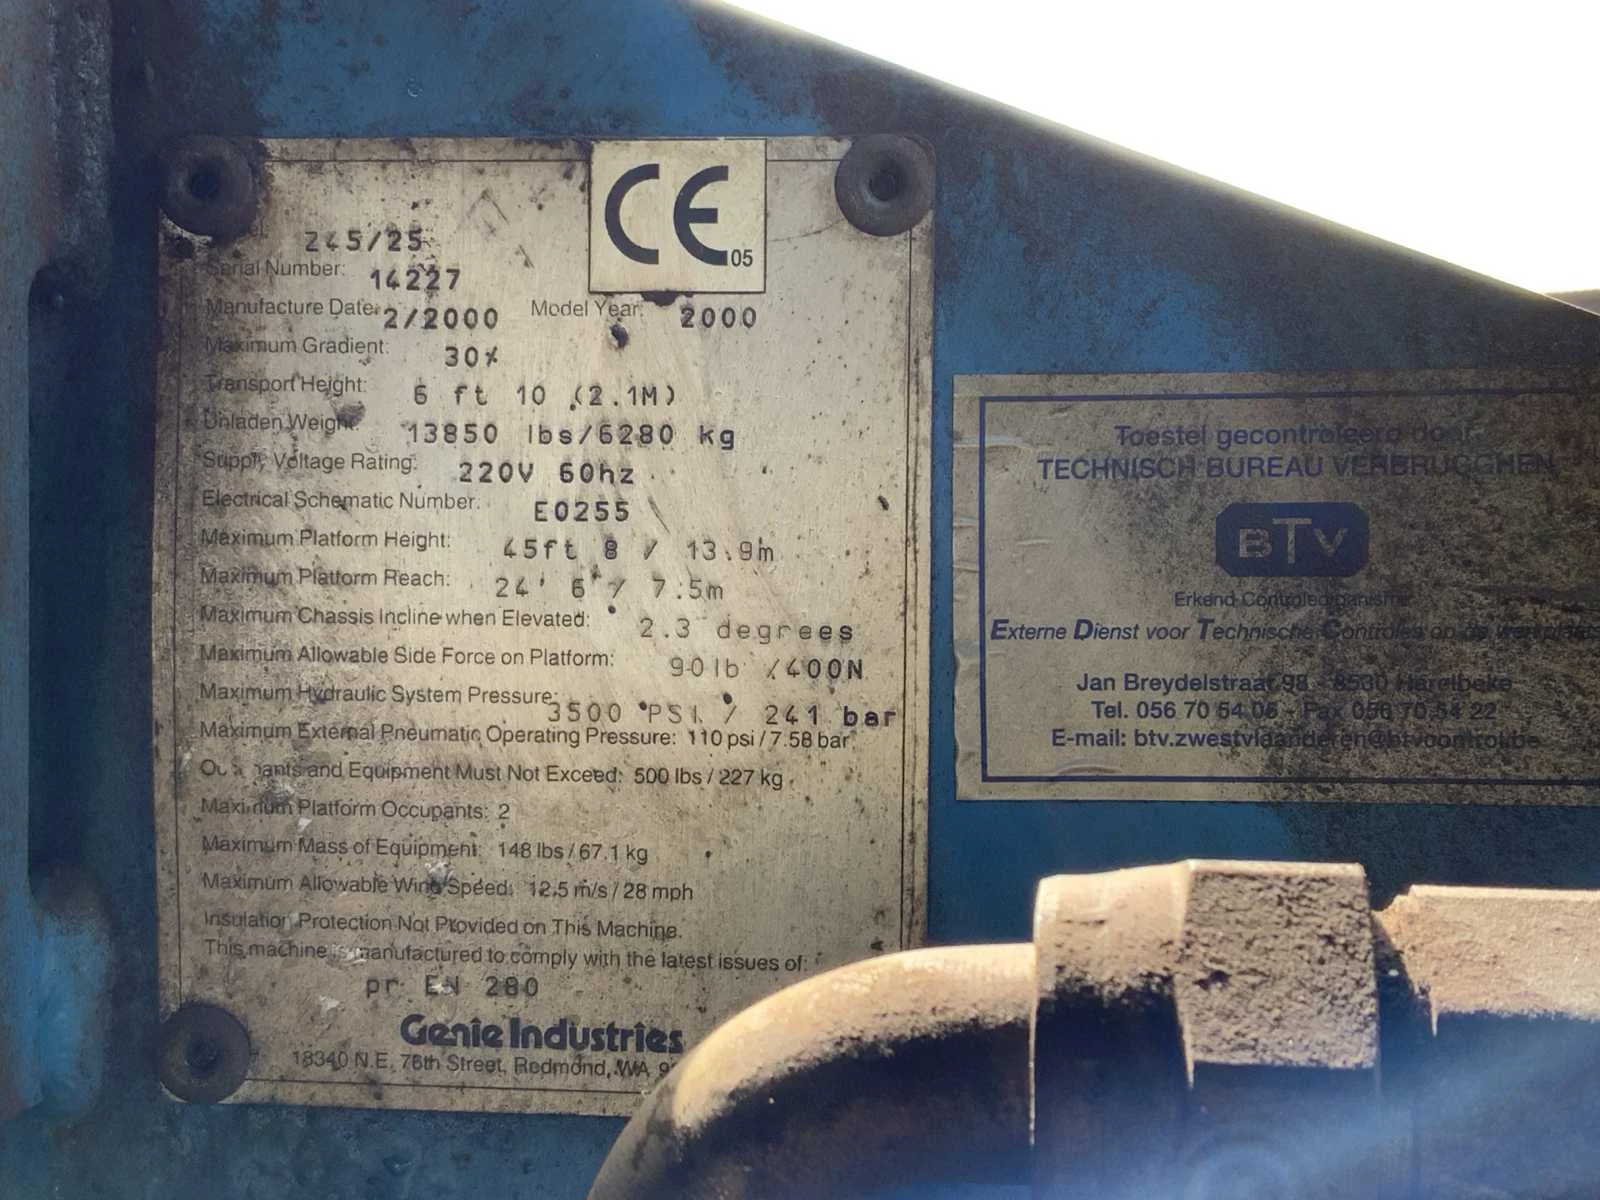 CE 05
Z45/25
Serial Number: 14227
Manufacture Date: 2/2000 Model Year: 2000
Maximum Gradient: 30%
Transport Height: 6 ft 10 (2.1M)
Unladen Weight: 13850 lbs/6280 kg
Supply Voltage Rating: 220V 60hz
Electrical Schematic Number: E0255
Maximum Platform Height: 45ft 8 / 13.9m
Maximum Platform Reach: 24' 6" / 7.5m
Maximum Chassis Incline when Elevated: 2.3 degrees
Maximum Allowable Side Force on Platform: 90lb /400N
Maximum Hydraulic System Pressure: 3500 PSI / 241 bar
Maximum External Pneumatic Operating Pressure: 110 psi / 7.58 bar
Occupants and Equipment Must Not Exceed: 500 lbs / 227 kg
Maximum Platform Occupants: 2
Maximum Mass of Equipment: 148 lbs / 67.1 kg
Maximum Allowable Wind Speed: 12.5 m/s / 28 mph
Insulation Protection Not Provided on This Machine.
This machine is manufactured to comply with the latest issues of:
pr EN 280
Genie Industries
18340 N.E. 76th Street, Redmond, WA
Toestel gecontroleerd door
TECHNISCH BUREAU VERBRUGGHEN
BTV
Erkend Controleorganisme
Externe Dienst voor Technische Controles op de werkplaats
Jan Breydelstraat 98 - 8530 Harelbeke
Tel. 056 70 54 05 - Fax 056 70 54 22
E-mail: btv.zwestvlaanderen@btvcontrol.be